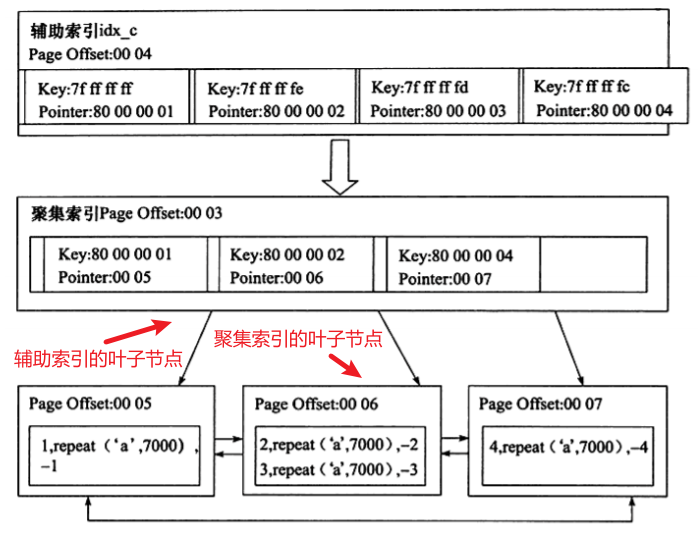 辅助索引idx_c
Page Offset:00 04
Key:7f ff ff ff
Pointer:80 00 00 01
Key:7f ff ff fe
Pointer:80 00 00 02
Key:7f ff ff fd
Pointer:80 00 00 03
Key:7f ff ff fc
Pointer:80 00 00 04
聚集索引Page Offset:00 03
Key:80 00 00 01
Pointer:00 05
Key:80 00 00 02
Pointer:00 06
Key:80 00 00 04
Pointer:00 07
辅助索引的叶子节点
聚集索引的叶子节点
Page Offset:00 05
1,repeat（‘a’,7000）,
-1
Page Offset:00 06
2,repeat（‘a’,7000）,-2
3,repeat（‘a’,7000）,-3
Page Offset:00 07
4,repeat（‘a’,7000）,-4